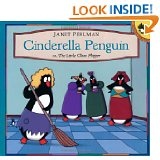 LOOK INSIDE!
JANET PERLMAN
Cinderella Penguin
or, The Little Glass Flipper